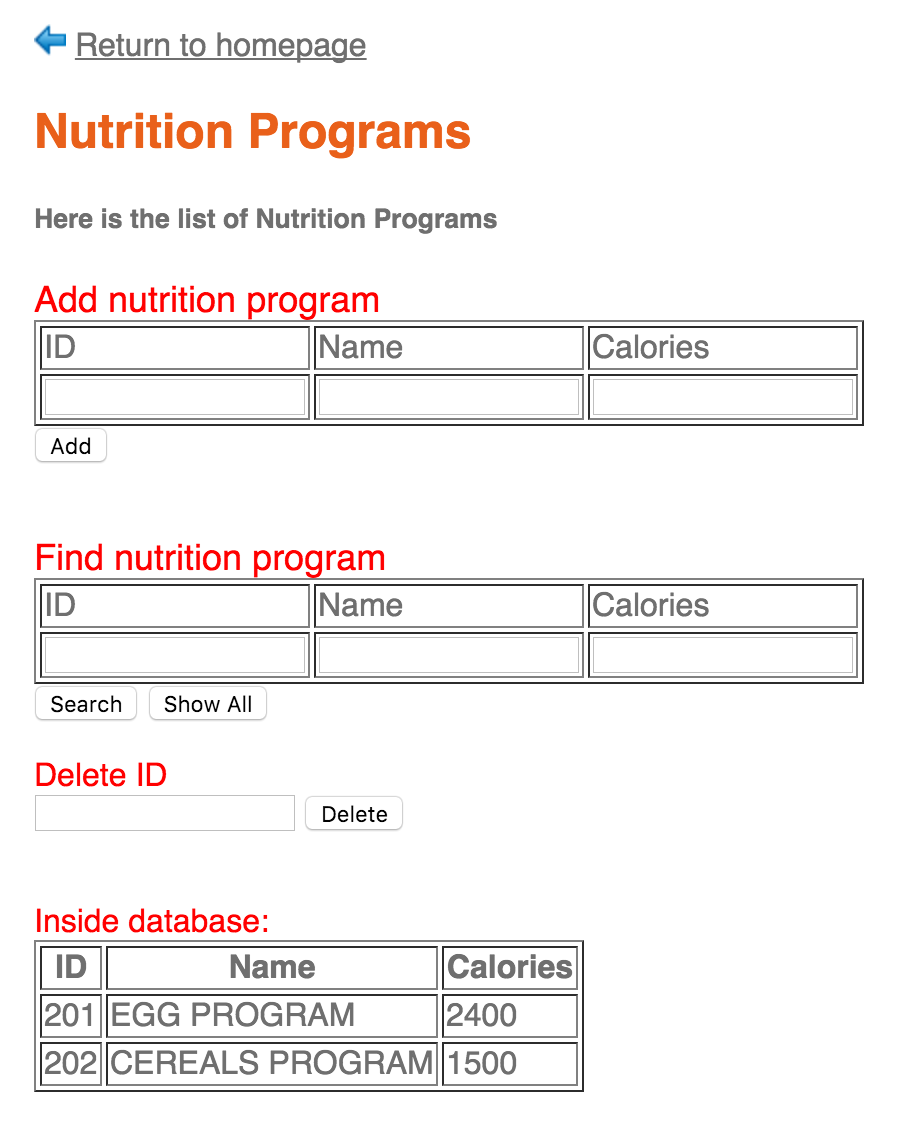 Return to homepage
Nutrition Programs
Here is the list of Nutrition Programs
Add nutrition program
ID Name Calories
Add
Find nutrition program
ID Name Calories
Search Show All
Delete ID
Delete
Inside database:
ID Name Calories
201 EGG PROGRAM 2400
202 CEREALS PROGRAM 1500